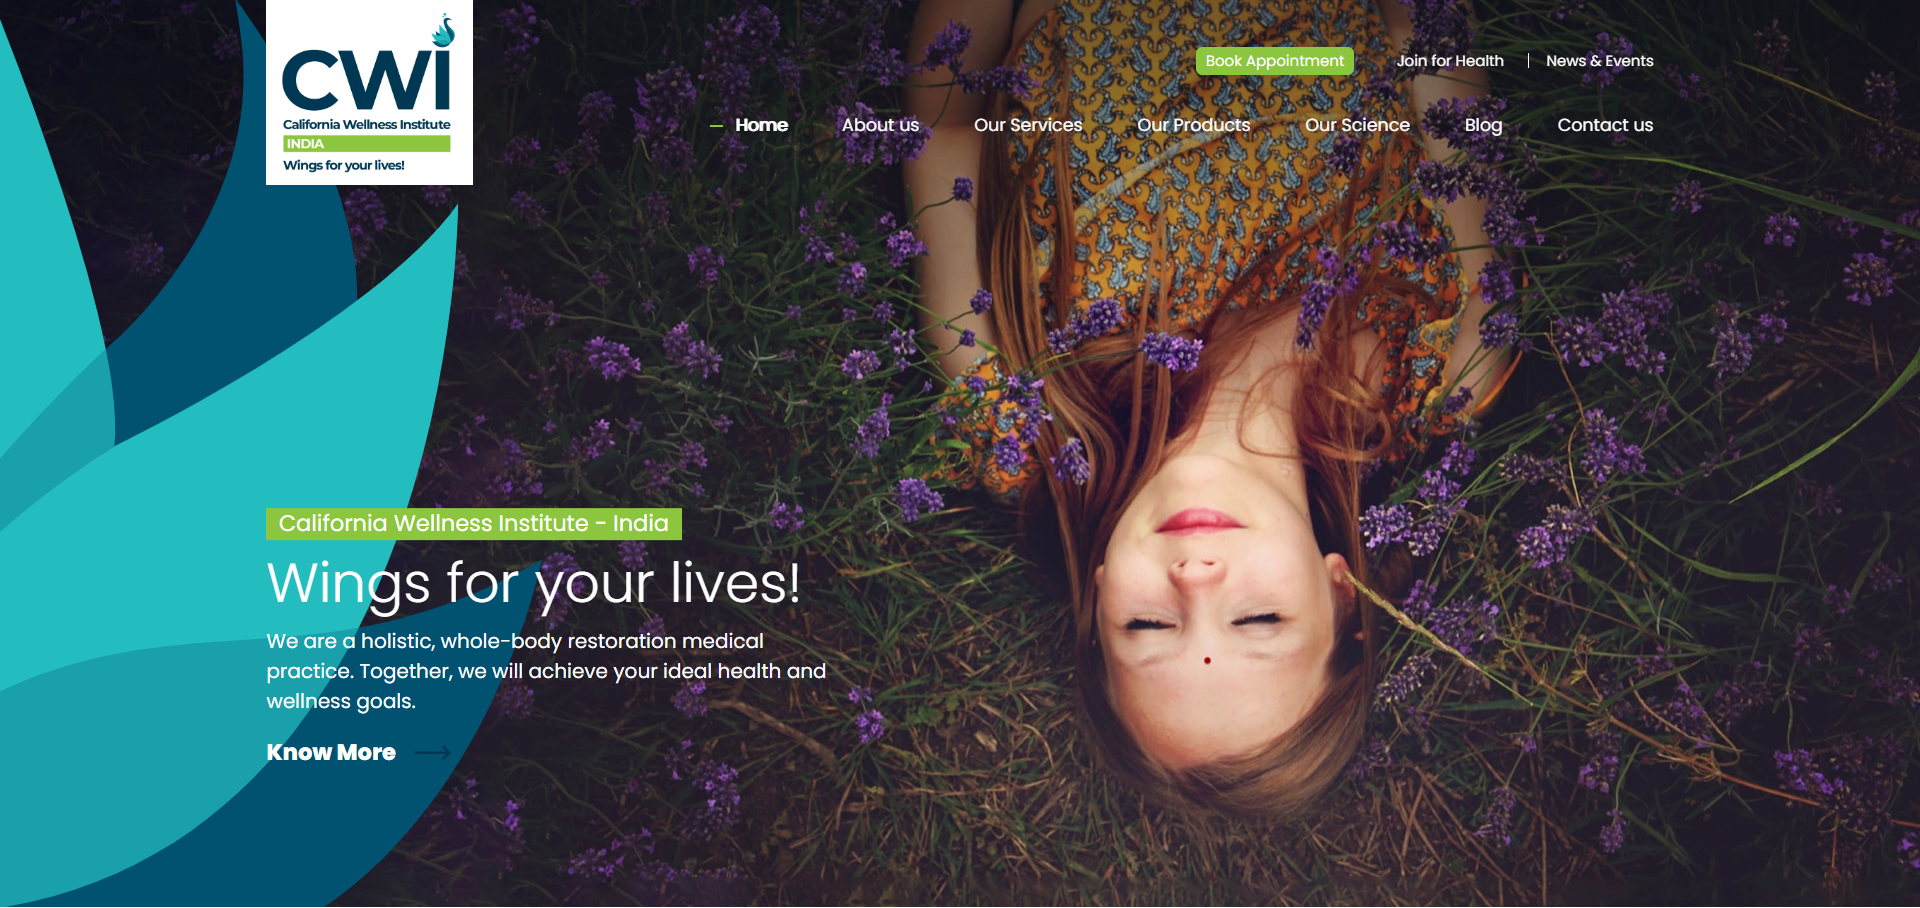 CWI
California Wellness Institute
INDIA
Wings for your lives!
Book Appointment
Join for Health
News & Events
Home
About us
Our Services
Our Products
Our Science
Blog
Contact us
California Wellness Institute - India
Wings for your lives!
We are a holistic, whole-body restoration medical
practice. Together, we will achieve your ideal health and
wellness goals.
Know More